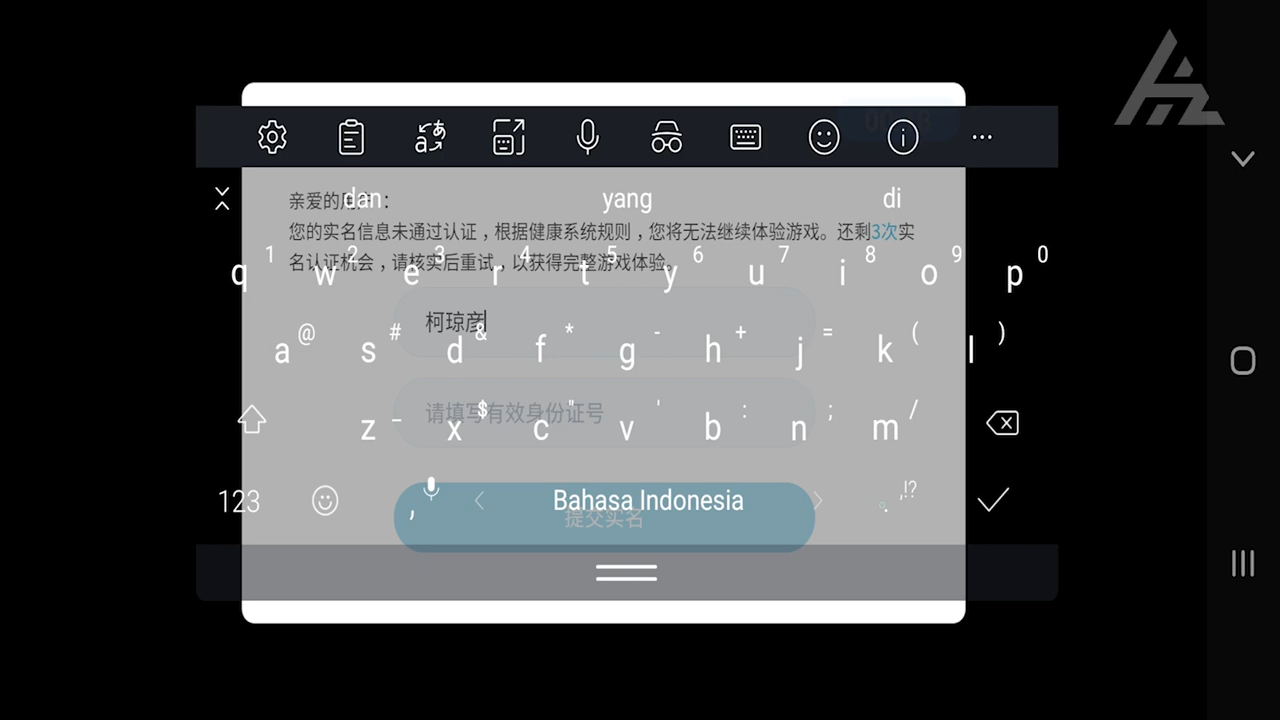 dan yang di
亲爱的用户：
您的实名信息未通过认证，根据健康系统规则，您将无法继续体验游戏。还剩3次实
名认证机会，请核实后重试，以获得完整游戏体验。
1 2 3 4 5 6 7 8 9 0
q w e r t y u i o p
柯琼彦
@ # & * - + = ( )
a s d f g h j k l
请填写有效身份证号
_ $ " ' : ; /
z x c v b n m
123 , Bahasa Indonesia . ,!?
提交实名